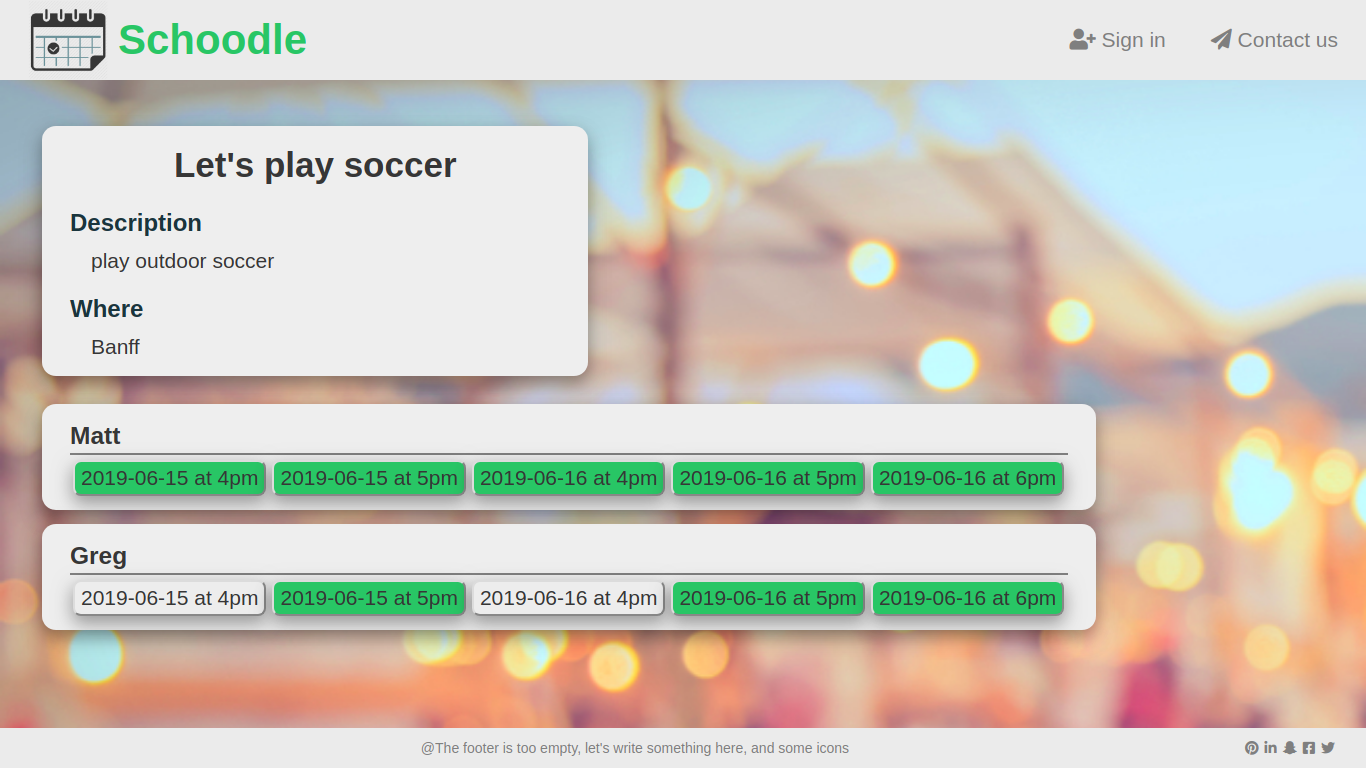 Schoodle
Sign in
Contact us
Let's play soccer
Description
play outdoor soccer
Where
Banff
Matt
2019-06-15 at 4pm 2019-06-15 at 5pm 2019-06-16 at 4pm 2019-06-16 at 5pm 2019-06-16 at 6pm
Greg
2019-06-15 at 4pm 2019-06-15 at 5pm 2019-06-16 at 4pm 2019-06-16 at 5pm 2019-06-16 at 6pm
@The footer is too empty, let's write something here, and some icons